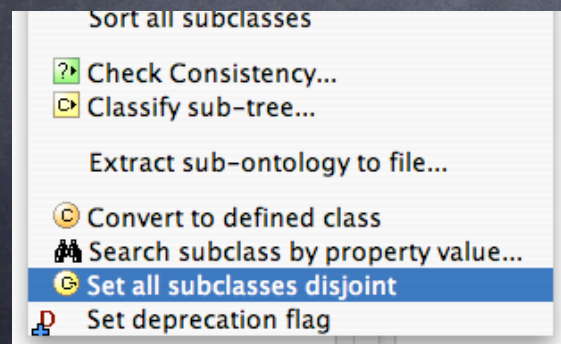 Sort all subclasses
Check Consistency...
Classify sub-tree...
Extract sub-ontology to file...
Convert to defined class
Search subclass by property value...
Set all subclasses disjoint
Set deprecation flag